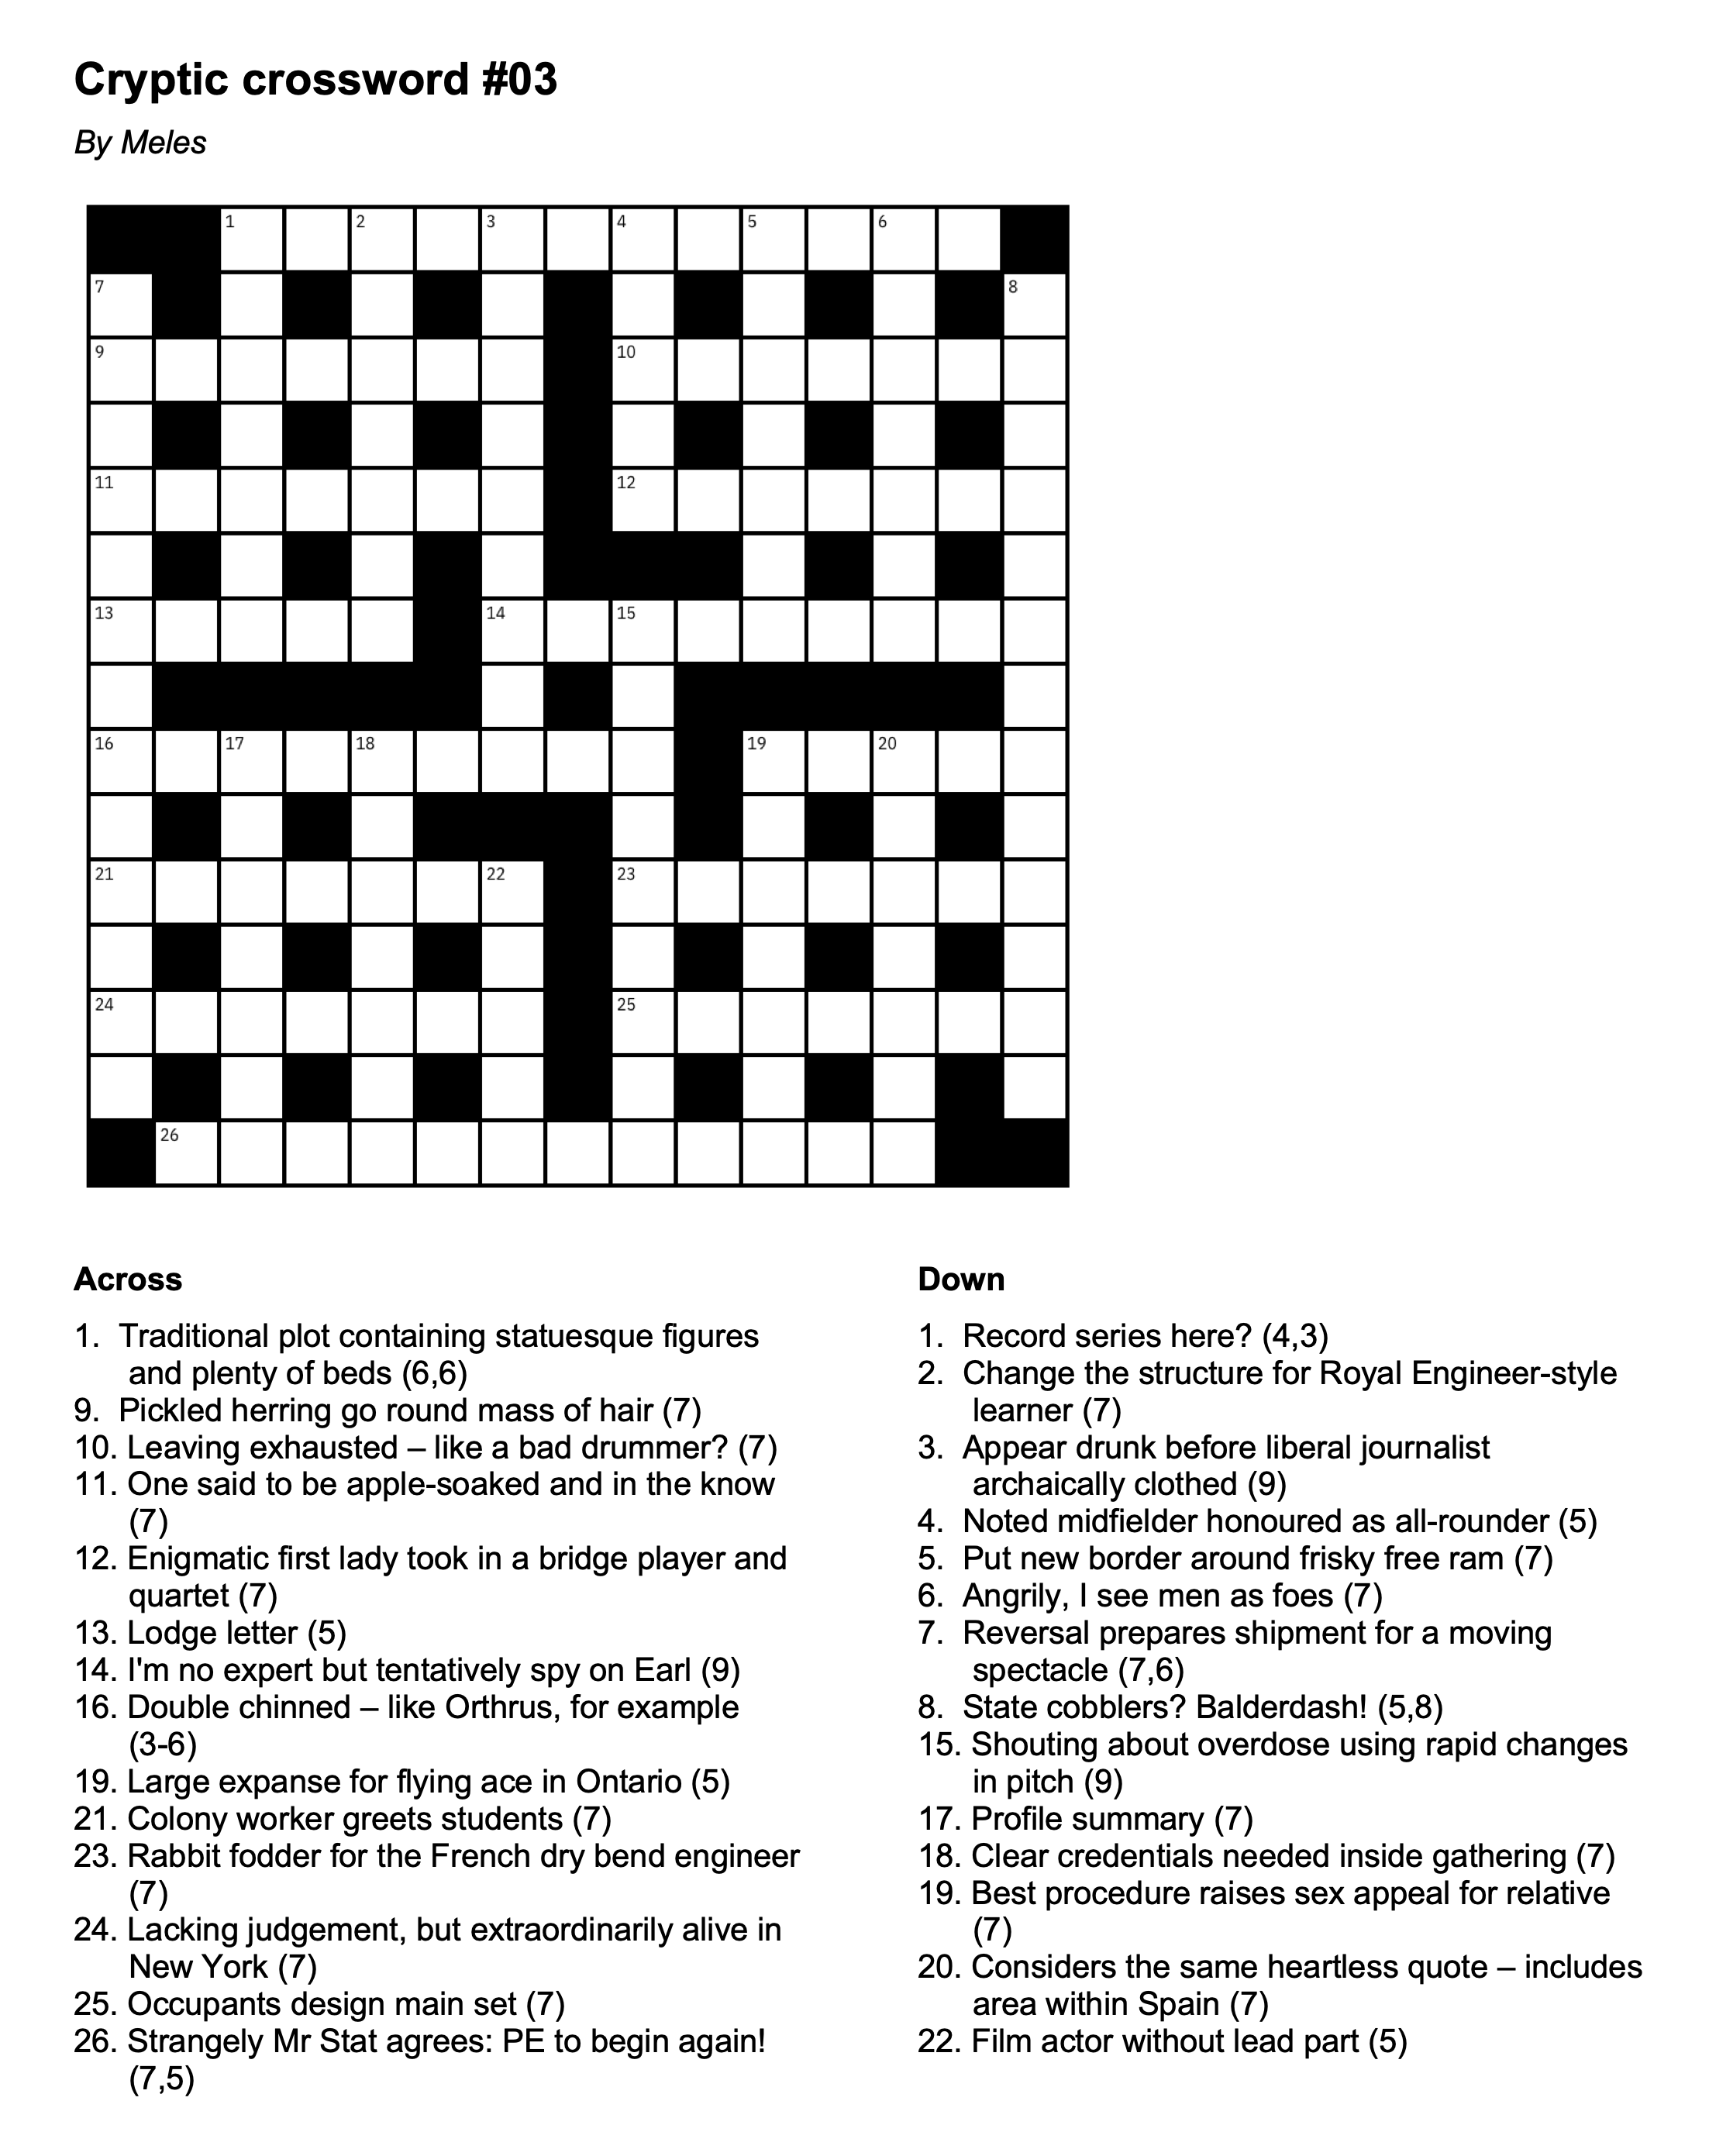 Cryptic crossword #03
By Meles
1 2 3 4 5 6
7 8
9 10
11 12
13 14 15
16 17 18 19 20
21 22 23
24 25
26
Across
1. Traditional plot containing statuesque figures
and plenty of beds (6,6)
9. Pickled herring go round mass of hair (7)
10. Leaving exhausted – like a bad drummer? (7)
11. One said to be apple-soaked and in the know
(7)
12. Enigmatic first lady took in a bridge player and
quartet (7)
13. Lodge letter (5)
14. I'm no expert but tentatively spy on Earl (9)
16. Double chinned – like Orthrus, for example
(3-6)
19. Large expanse for flying ace in Ontario (5)
21. Colony worker greets students (7)
23. Rabbit fodder for the French dry bend engineer
(7)
24. Lacking judgement, but extraordinarily alive in
New York (7)
25. Occupants design main set (7)
26. Strangely Mr Stat agrees: PE to begin again!
(7,5)
Down
1. Record series here? (4,3)
2. Change the structure for Royal Engineer-style
learner (7)
3. Appear drunk before liberal journalist
archaically clothed (9)
4. Noted midfielder honoured as all-rounder (5)
5. Put new border around frisky free ram (7)
6. Angrily, I see men as foes (7)
7. Reversal prepares shipment for a moving
spectacle (7,6)
8. State cobblers? Balderdash! (5,8)
15. Shouting about overdose using rapid changes
in pitch (9)
17. Profile summary (7)
18. Clear credentials needed inside gathering (7)
19. Best procedure raises sex appeal for relative
(7)
20. Considers the same heartless quote – includes
area within Spain (7)
22. Film actor without lead part (5)